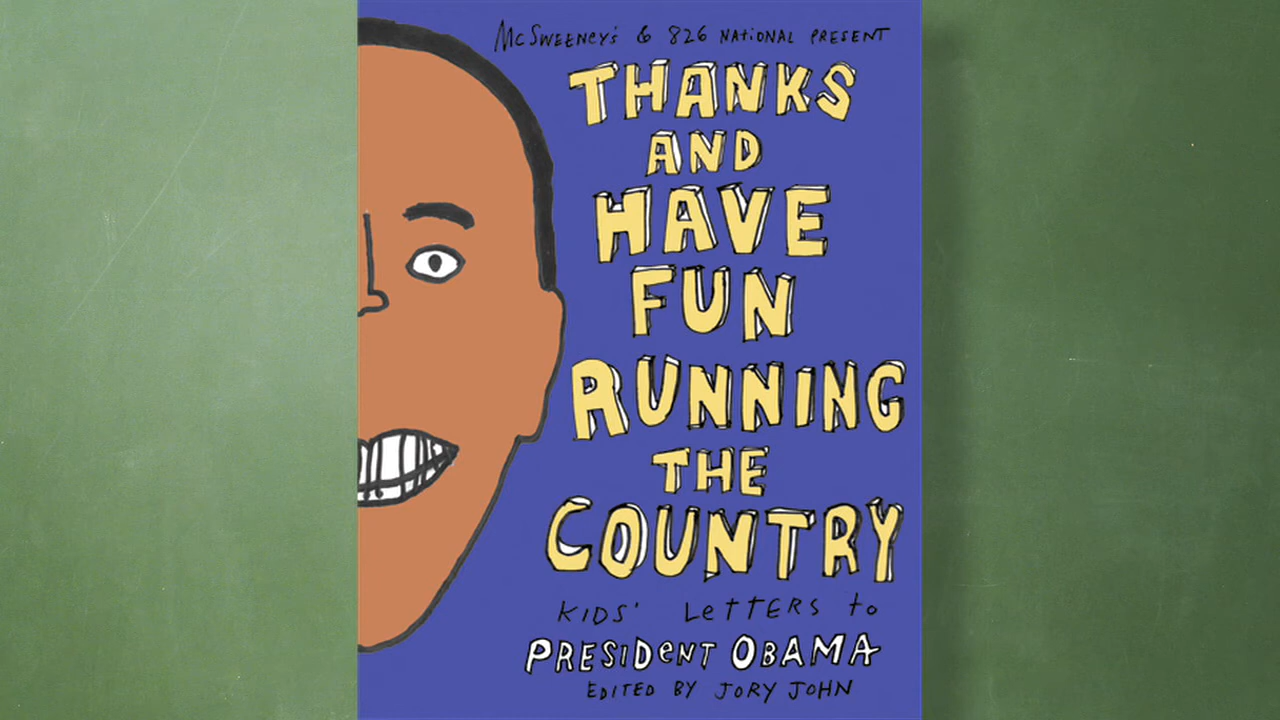 McSWEENEY'S & 826 NATIONAL PRESENT
THANKS
AND
HAVE
FUN
RUNNING
THE
COUNTRY
KIDS' LETTERS to
PRESIDENT OBAMA
EDITED BY JORY JOHN